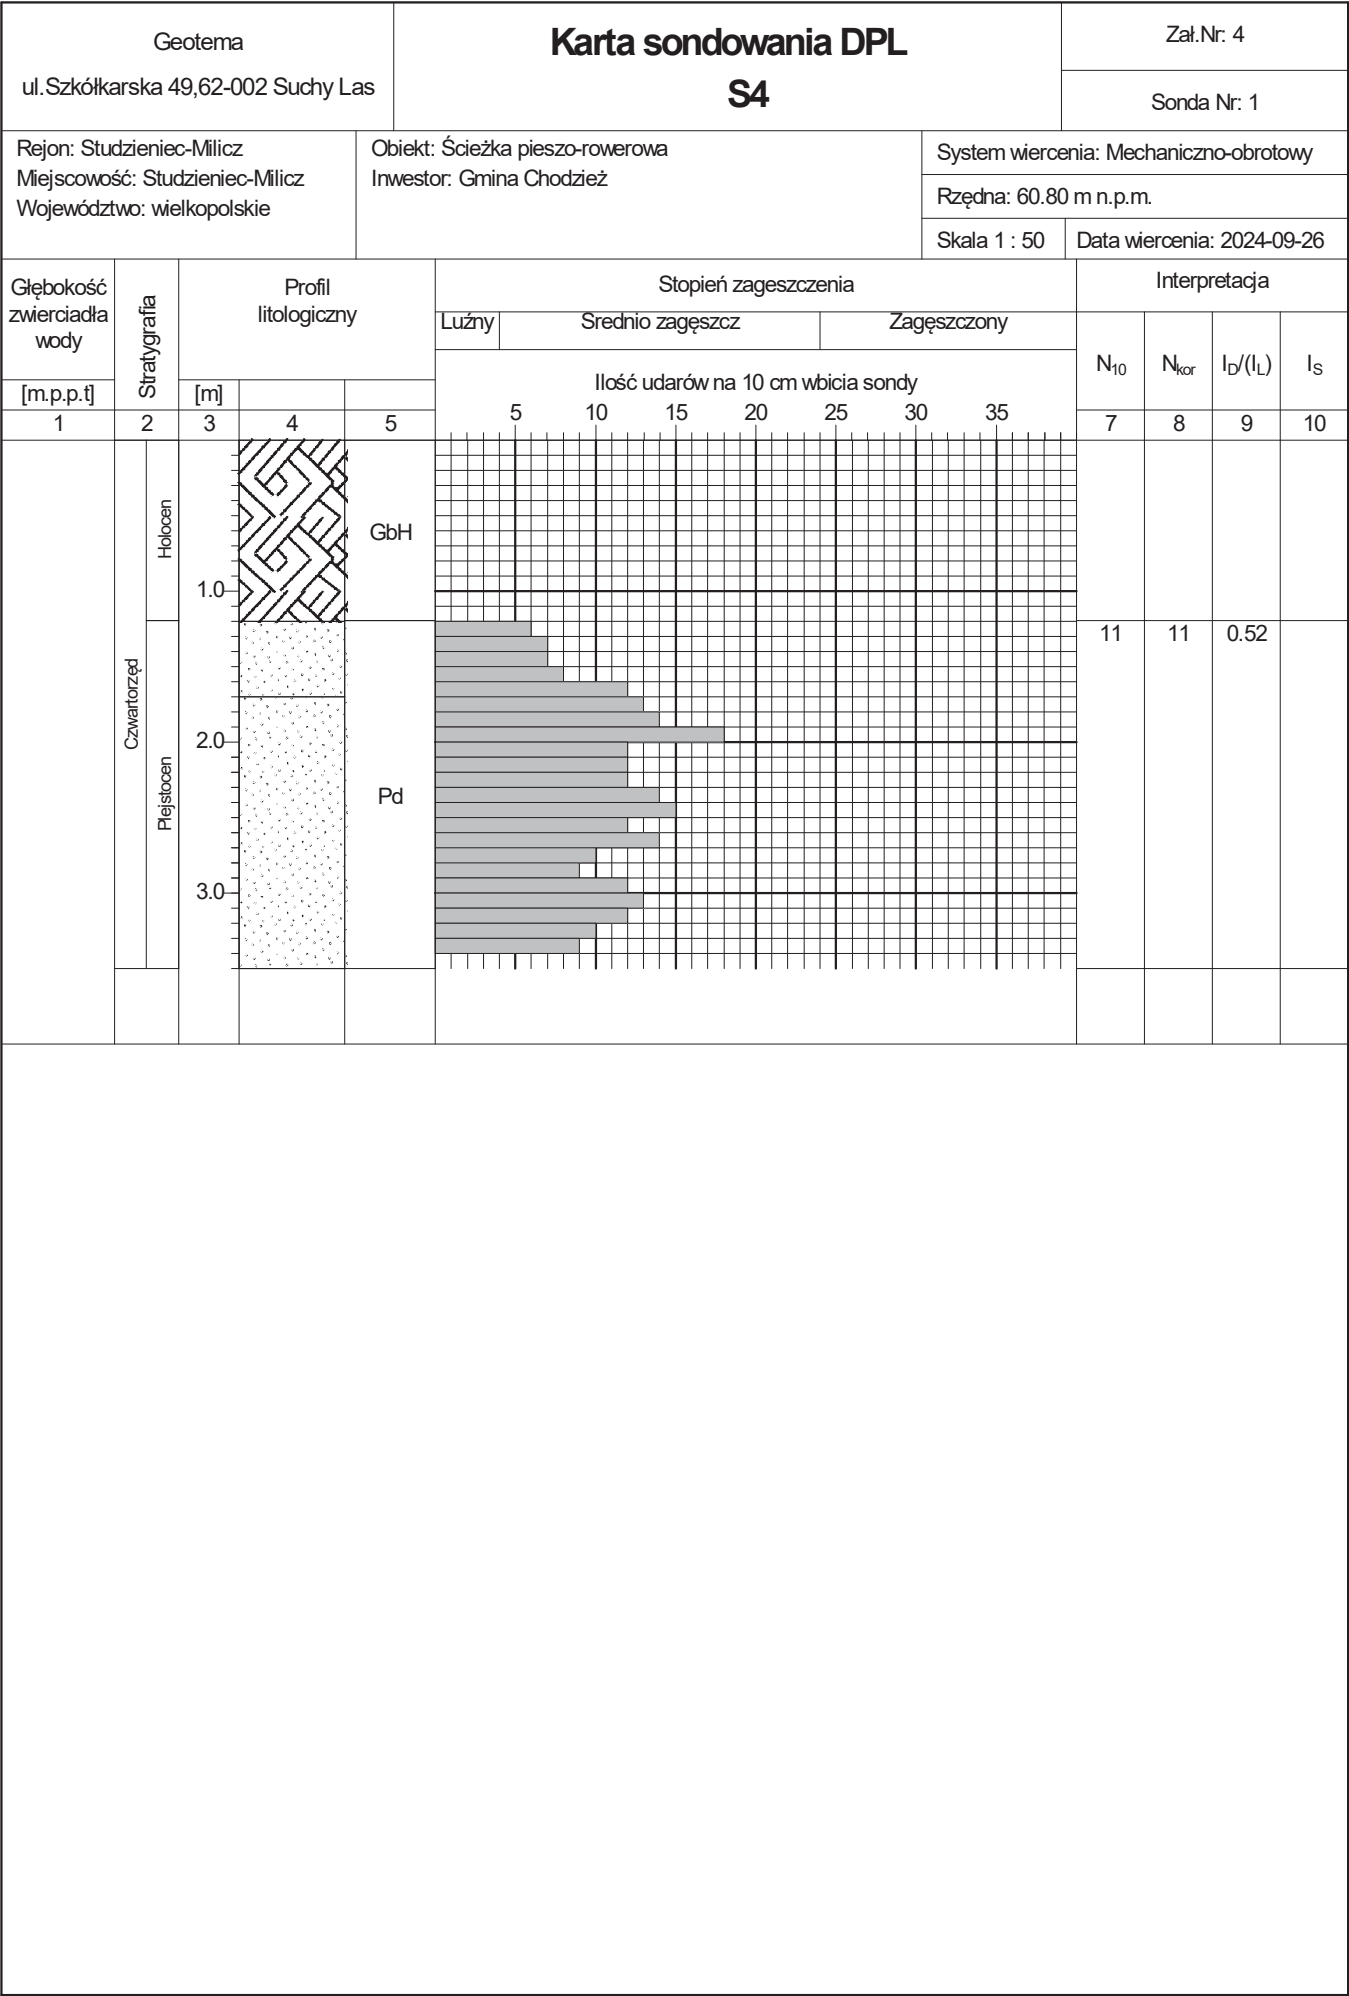 Geotema
ul.Szkółkarska 49,62-002 Suchy Las
Karta sondowania DPL
S4
Zał.Nr: 4
Sonda Nr: 1
Rejon: Studzieniec-Milicz
Miejscowość: Studzieniec-Milicz
Województwo: wielkopolskie
Obiekt: Ścieżka pieszo-rowerowa
Inwestor: Gmina Chodzież
System wiercenia: Mechaniczno-obrotowy
Rzędna: 60.80 m n.p.m.
Skala 1 : 50
Data wiercenia: 2024-09-26
Głębokość
zwierciadła
wody
[m.p.p.t]
Stratygrafia
Profil
litologiczny
[m]
Stopień zageszczenia
Luźny
Srednio zagęszcz
Zagęszczony
Ilość udarów na 10 cm wbicia sondy
5 10 15 20 25 30 35
Interpretacja
N10
Nkor
ID/(IL)
IS
1 2 3 4 5 7 8 9 10
Czwartorzęd
Holocen
Plejstocen
1.0
2.0
3.0
GbH
Pd
11 11 0.52